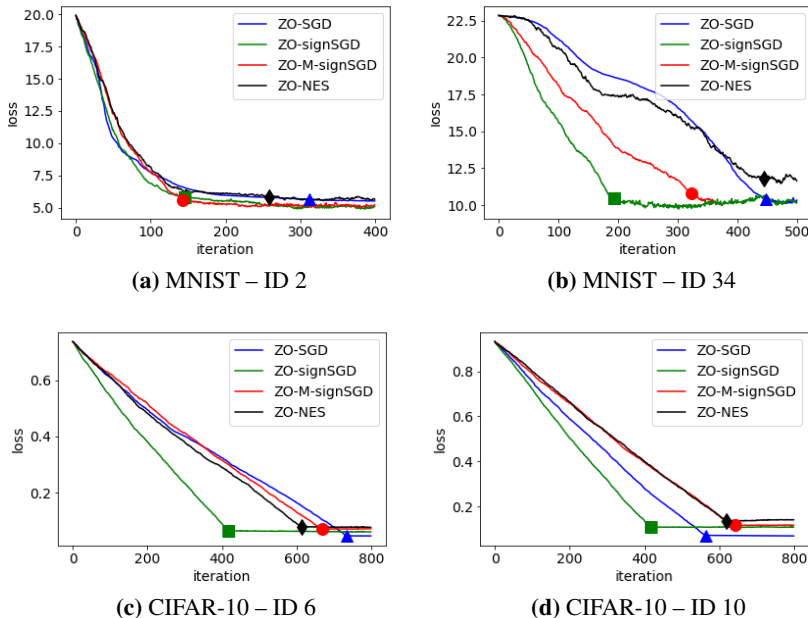 20.0
17.5
15.0
12.5
10.0
7.5
5.0
loss
ZO-SGD
ZO-signSGD
ZO-M-signSGD
ZO-NES
0 100 200 300 400
iteration
(a) MNIST – ID 2
22.5
20.0
17.5
15.0
12.5
10.0
loss
ZO-SGD
ZO-signSGD
ZO-M-signSGD
ZO-NES
0 100 200 300 400 500
iteration
(b) MNIST – ID 34
0.6
0.4
0.2
loss
ZO-SGD
ZO-signSGD
ZO-M-signSGD
ZO-NES
0 200 400 600 800
iteration
(c) CIFAR-10 – ID 6
0.8
0.6
0.4
0.2
loss
ZO-SGD
ZO-signSGD
ZO-M-signSGD
ZO-NES
0 200 400 600 800
iteration
(d) CIFAR-10 – ID 10